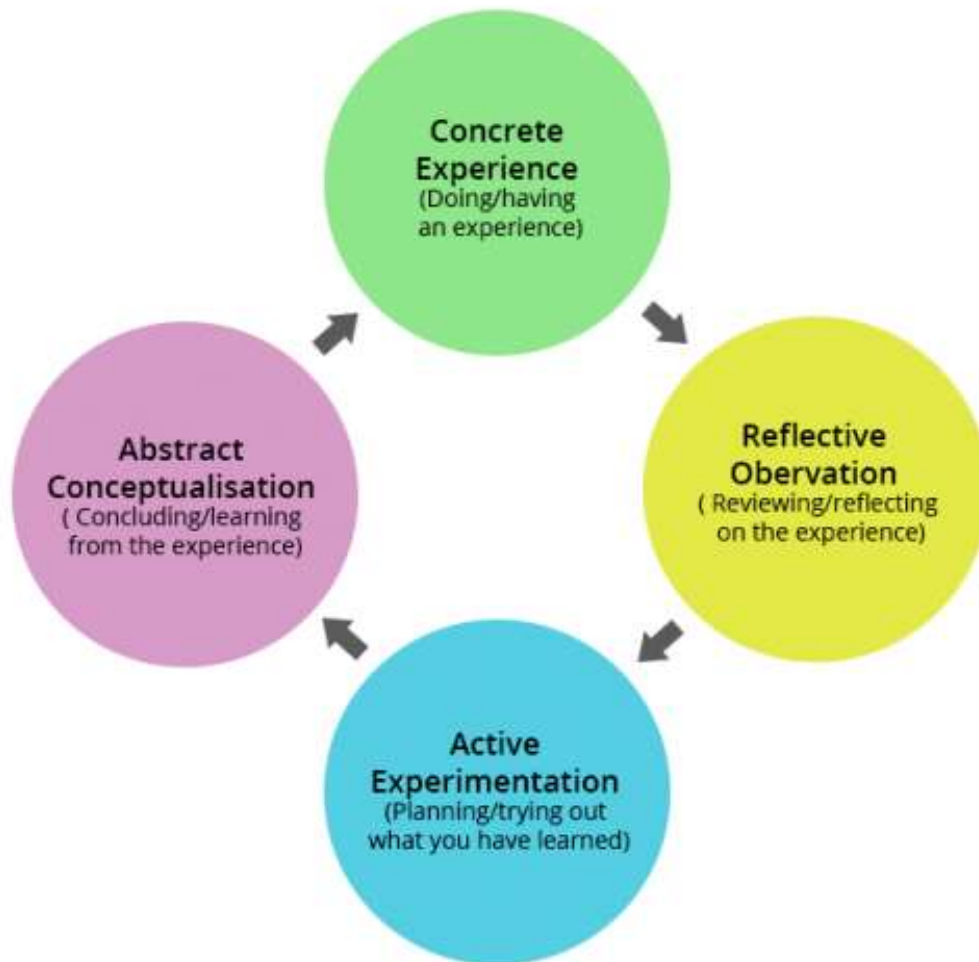 Concrete
Experience
(Doing/having
an experience)
Reflective
Obervation
( Reviewing/reflecting
on the experience)
Active
Experimentation
(Planning/trying out
what you have learned)
Abstract
Conceptualisation
( Concluding/learning
from the experience)